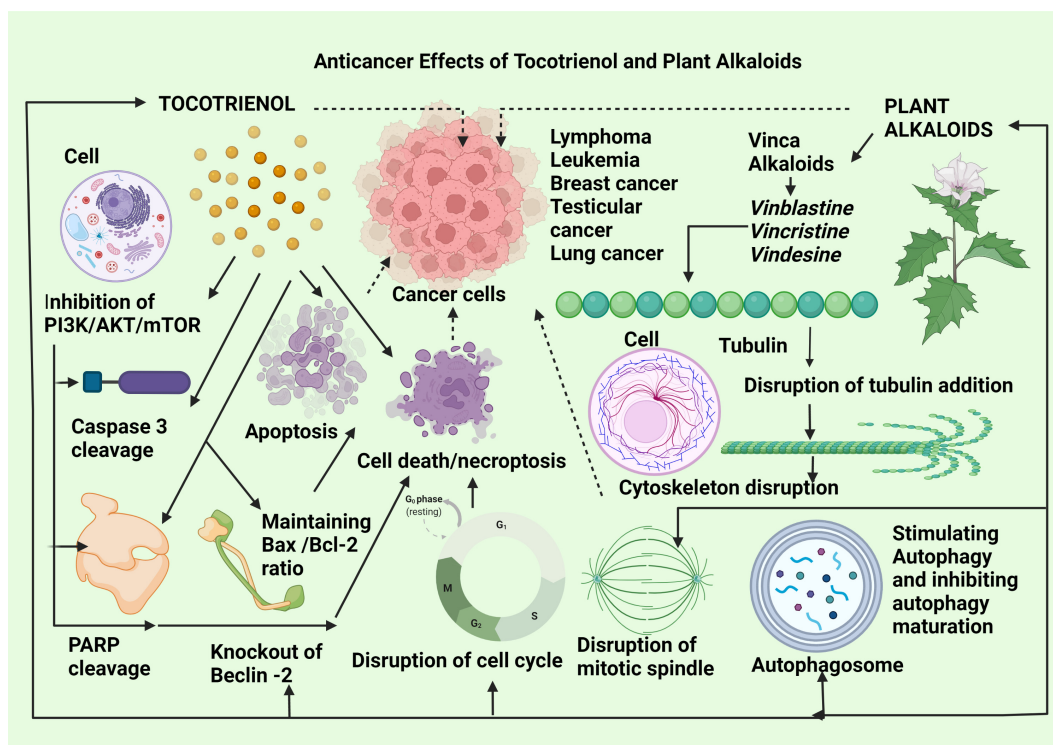 Anticancer Effects of Tocotrienol and Plant Alkaloids
TOCOTRIENOL
PLANT
ALKALOIDS
Cell
Lymphoma
Leukemia
Breast cancer
Testicular
cancer
Lung cancer
Vinca
Alkaloids
Vinblastine
Vincristine
Vindesine
Cancer cells
Inhibition of
PI3K/AKT/mTOR
Cell
Tubulin
Disruption of tubulin addition
Caspase 3
cleavage
Apoptosis
Cell death/necroptosis
Cytoskeleton disruption
G₀ phase
(resting)
G₁
S
G₂
M
Maintaining
Bax /Bcl-2
ratio
Stimulating
Autophagy
and inhibiting
autophagy
maturation
PARP
cleavage
Knockout of
Beclin -2
Disruption of cell cycle
Disruption of
mitotic spindle
Autophagosome